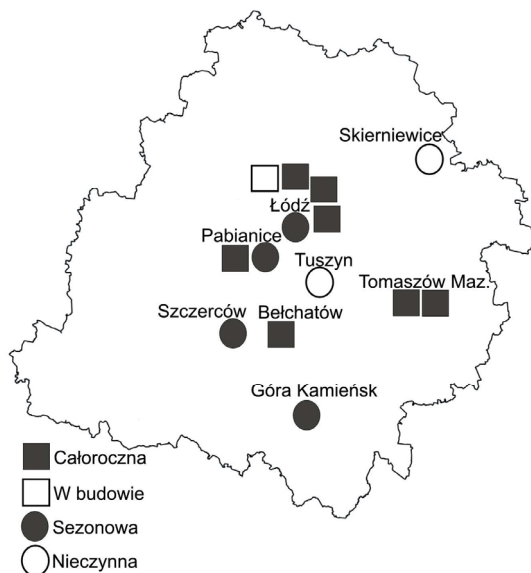 Skierniewice
Łódź
Pabianice
Tuszyn
Tomaszów Maz.
Szczerców
Bełchatów
Góra Kamieńsk
Całoroczna
W budowie
Sezonowa
Nieczynna